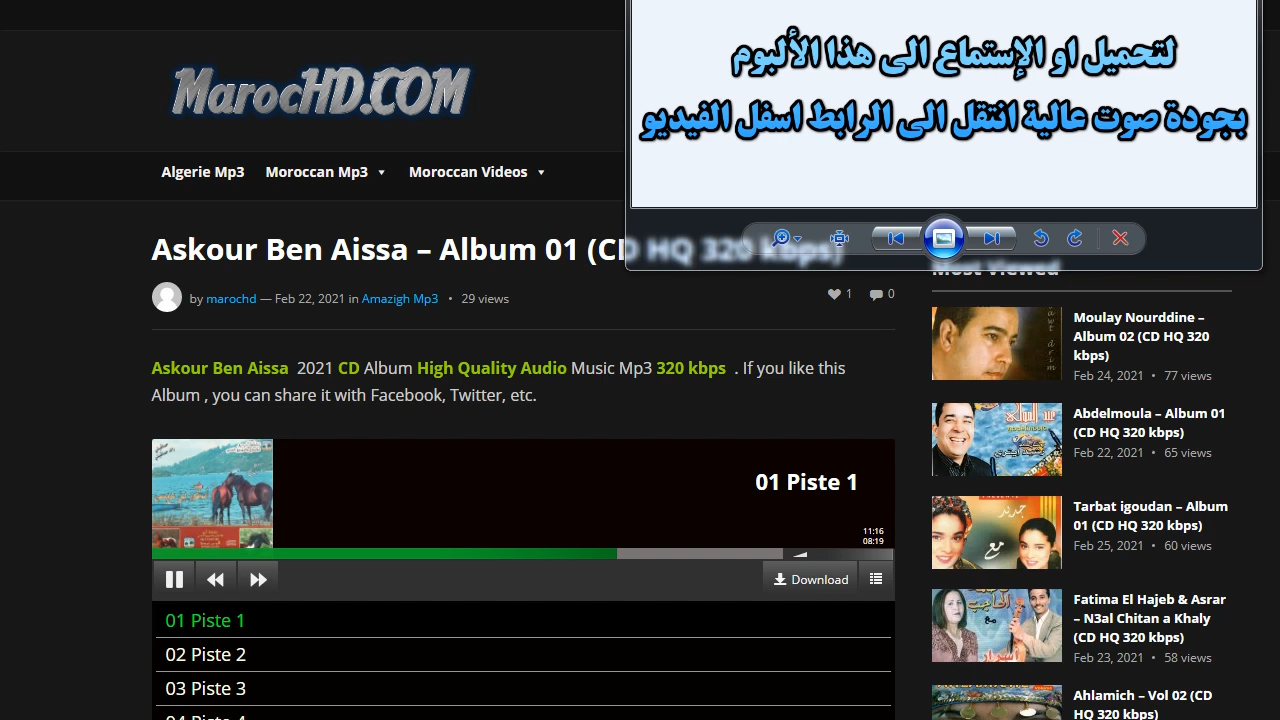 لتحميل او الإستماع الى هذا الألبوم
بجودة صوت عالية انتقل الى الرابط اسفل الفيديو
MarocHD.COM
Algerie Mp3
Moroccan Mp3
Moroccan Videos
Askour Ben Aissa – Album 01 (CD HQ 320 kbps)
by marochd — Feb 22, 2021 in Amazigh Mp3 • 29 views
1
0
Askour Ben Aissa 2021 CD Album High Quality Audio Music Mp3 320 kbps . If you like this
Album , you can share it with Facebook, Twitter, etc.
01 Piste 1
11:16
08:19
Download
01 Piste 1
02 Piste 2
03 Piste 3
04 Piste 4
Most Viewed
Moulay Nourddine –
Album 02 (CD HQ 320
kbps)
Feb 24, 2021 • 77 views
Abdelmoula – Album 01
(CD HQ 320 kbps)
Feb 22, 2021 • 65 views
Tarbat igoudan – Album
01 (CD HQ 320 kbps)
Feb 25, 2021 • 60 views
جديد
مع
Fatima El Hajeb & Asrar
– N3al Chitan a Khaly
(CD HQ 320 kbps)
Feb 23, 2021 • 58 views
Ahlamich – Vol 02 (CD
HQ 320 kbps)